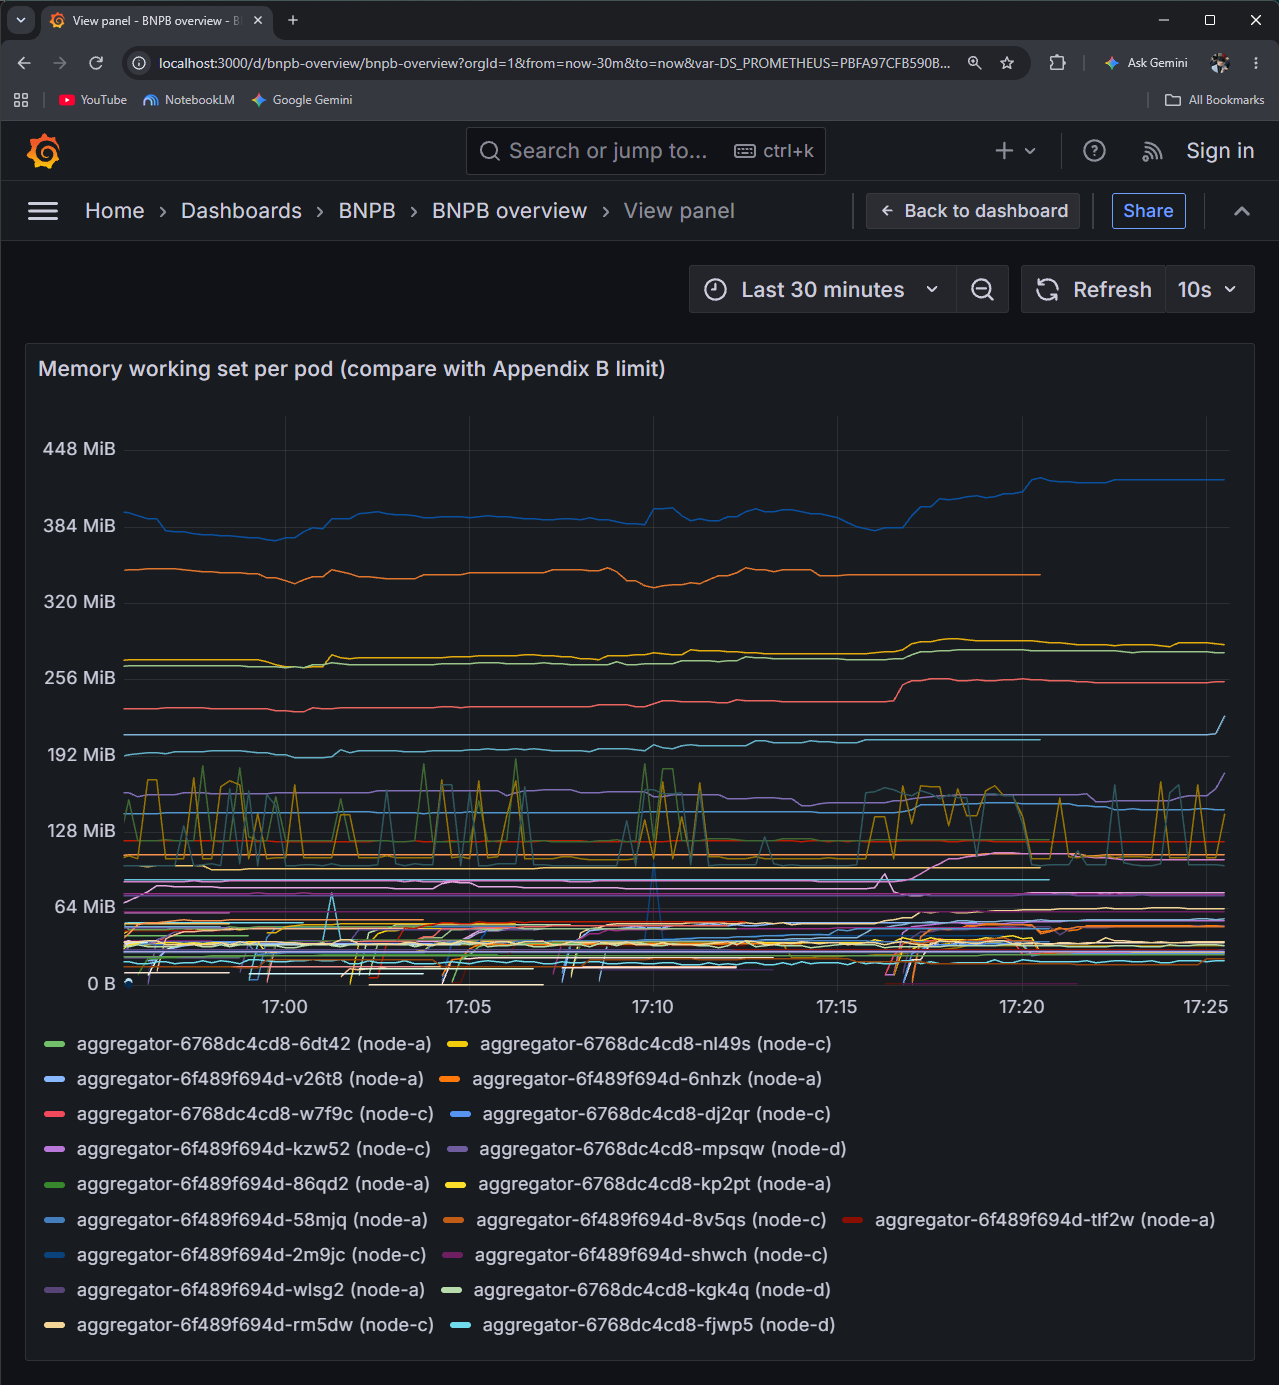 View panel - BNPB overview - B
localhost:3000/d/bnpb-overview/bnpb-overview?orgId=1&from=now-30m&to=now&var-DS_PROMETHEUS=PBFA97CFB590B...
Ask Gemini
YouTube
NotebookLM
Google Gemini
All Bookmarks
Search or jump to...
ctrl+k
Sign in
Home
Dashboards
BNPB
BNPB overview
View panel
Back to dashboard
Share
Last 30 minutes
Refresh
10s
Memory working set per pod (compare with Appendix B limit)
448 MiB
384 MiB
320 MiB
256 MiB
192 MiB
128 MiB
64 MiB
0 B
17:00
17:05
17:10
17:15
17:20
17:25
aggregator-6768dc4cd8-6dt42 (node-a)
aggregator-6768dc4cd8-nl49s (node-c)
aggregator-6f489f694d-v26t8 (node-a)
aggregator-6f489f694d-6nhzk (node-a)
aggregator-6768dc4cd8-w7f9c (node-c)
aggregator-6768dc4cd8-dj2qr (node-c)
aggregator-6f489f694d-kzw52 (node-c)
aggregator-6768dc4cd8-mpsqw (node-d)
aggregator-6f489f694d-86qd2 (node-a)
aggregator-6768dc4cd8-kp2pt (node-a)
aggregator-6f489f694d-58mjq (node-a)
aggregator-6f489f694d-8v5qs (node-c)
aggregator-6f489f694d-tlf2w (node-a)
aggregator-6f489f694d-2m9jc (node-c)
aggregator-6f489f694d-shwch (node-c)
aggregator-6f489f694d-wlsg2 (node-a)
aggregator-6768dc4cd8-kgk4q (node-d)
aggregator-6f489f694d-rm5dw (node-c)
aggregator-6768dc4cd8-fjwp5 (node-d)